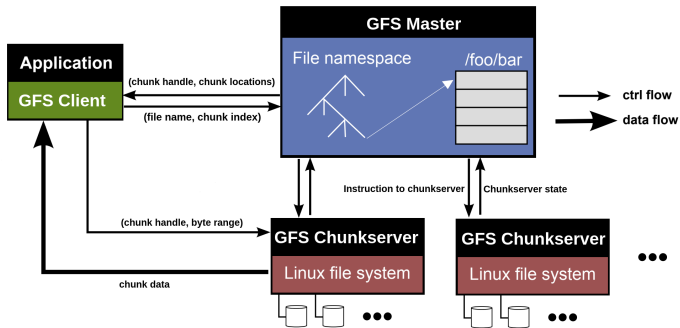 GFS Master
Application
GFS Client
(chunk handle, chunk locations)
(file name, chunk index)
File namespace
/foo/bar
ctrl flow
data flow
Instruction to chunkserver
Chunkserver state
(chunk handle, byte range)
GFS Chunkserver
Linux file system
GFS Chunkserver
Linux file system
chunk data